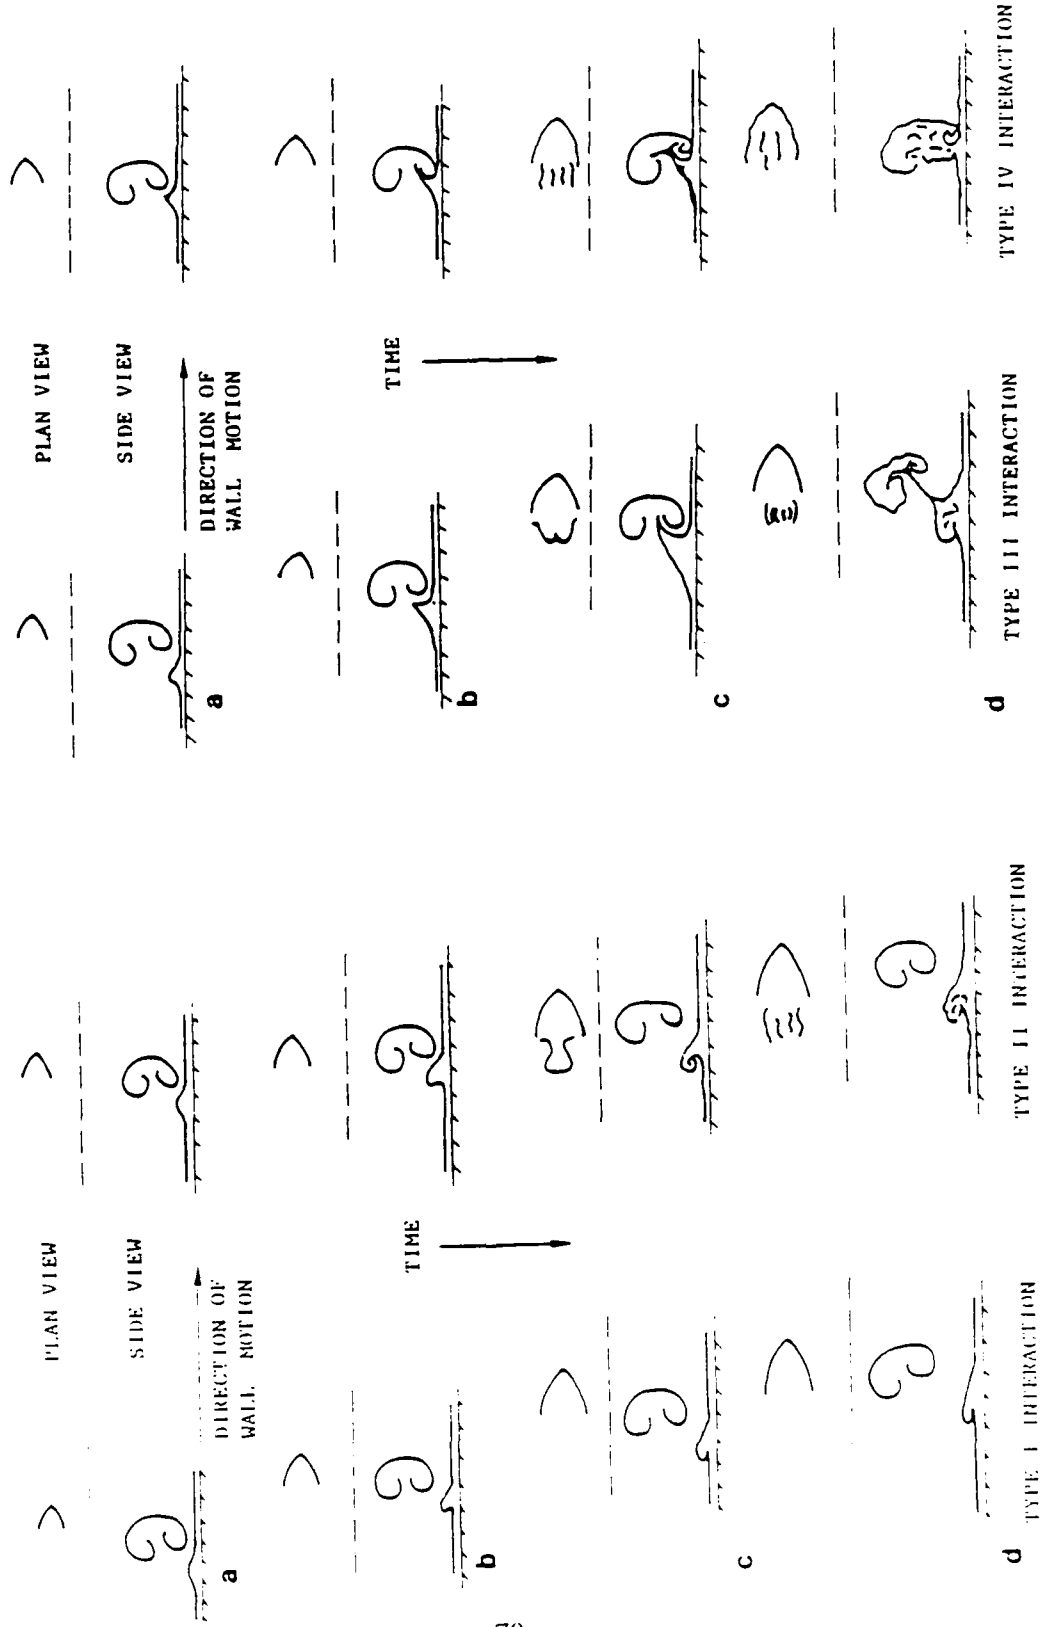 PLAN VIEW
SIDE VIEW
DIRECTION OF
WALL MOTION
a
TIME
b
c
d
TYPE I INTERACTION
TYPE II INTERACTION
PLAN VIEW
SIDE VIEW
DIRECTION OF
WALL MOTION
a
TIME
b
c
d
TYPE III INTERACTION
TYPE IV INTERACTION